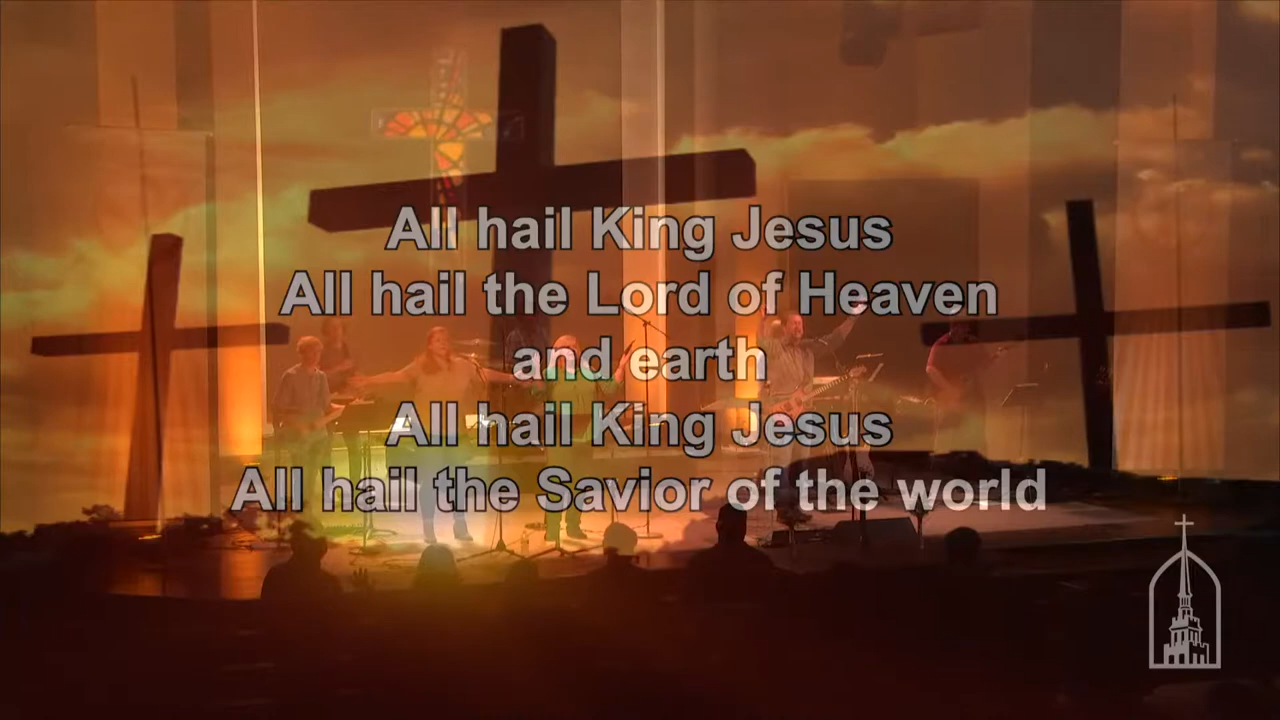 All hail King Jesus
All hail the Lord of Heaven
and earth
All hail King Jesus
All hail the Savior of the world